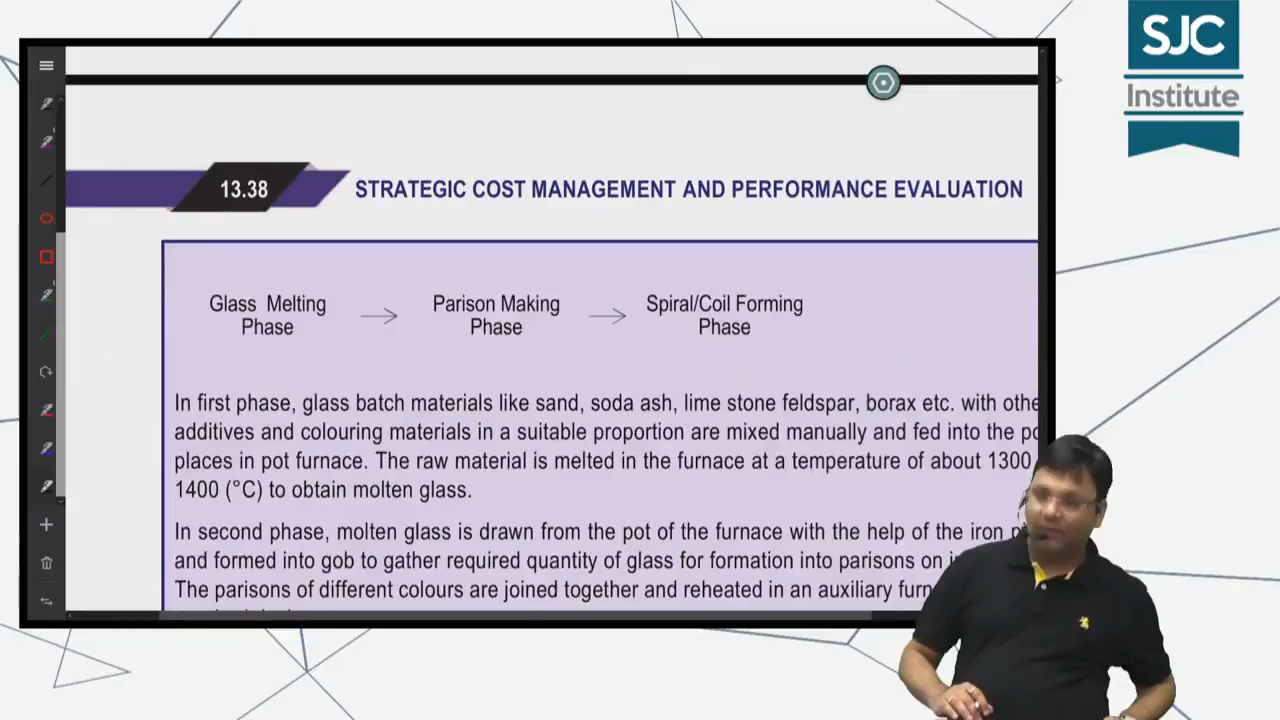 SJC
Institute
13.38
STRATEGIC COST MANAGEMENT AND PERFORMANCE EVALUATION
Glass Melting
Phase
Parison Making
Phase
Spiral/Coil Forming
Phase
In first phase, glass batch materials like sand, soda ash, lime stone feldspar, borax etc. with
additives and colouring materials in a suitable proportion are mixed manually and fed into the
places in pot furnace. The raw material is melted in the furnace at a temperature of about 1300
1400 (°C) to obtain molten glass.
In second phase, molten glass is drawn from the pot of the furnace with the help of the iron
and formed into gob to gather required quantity of glass for formation into parisons on
The parisons of different colours are joined together and reheated in an auxiliary